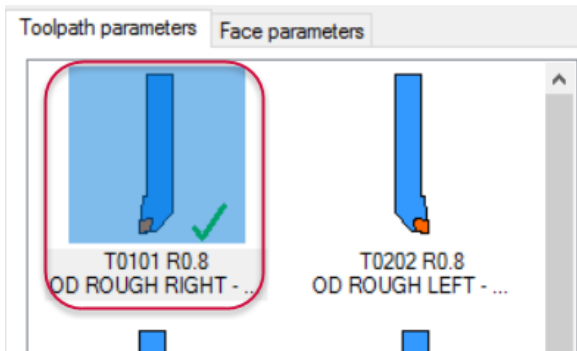 Toolpath parameters
Face parameters
T0101 R0.8
OD ROUGH RIGHT - ...
T0202 R0.8
OD ROUGH LEFT - ...